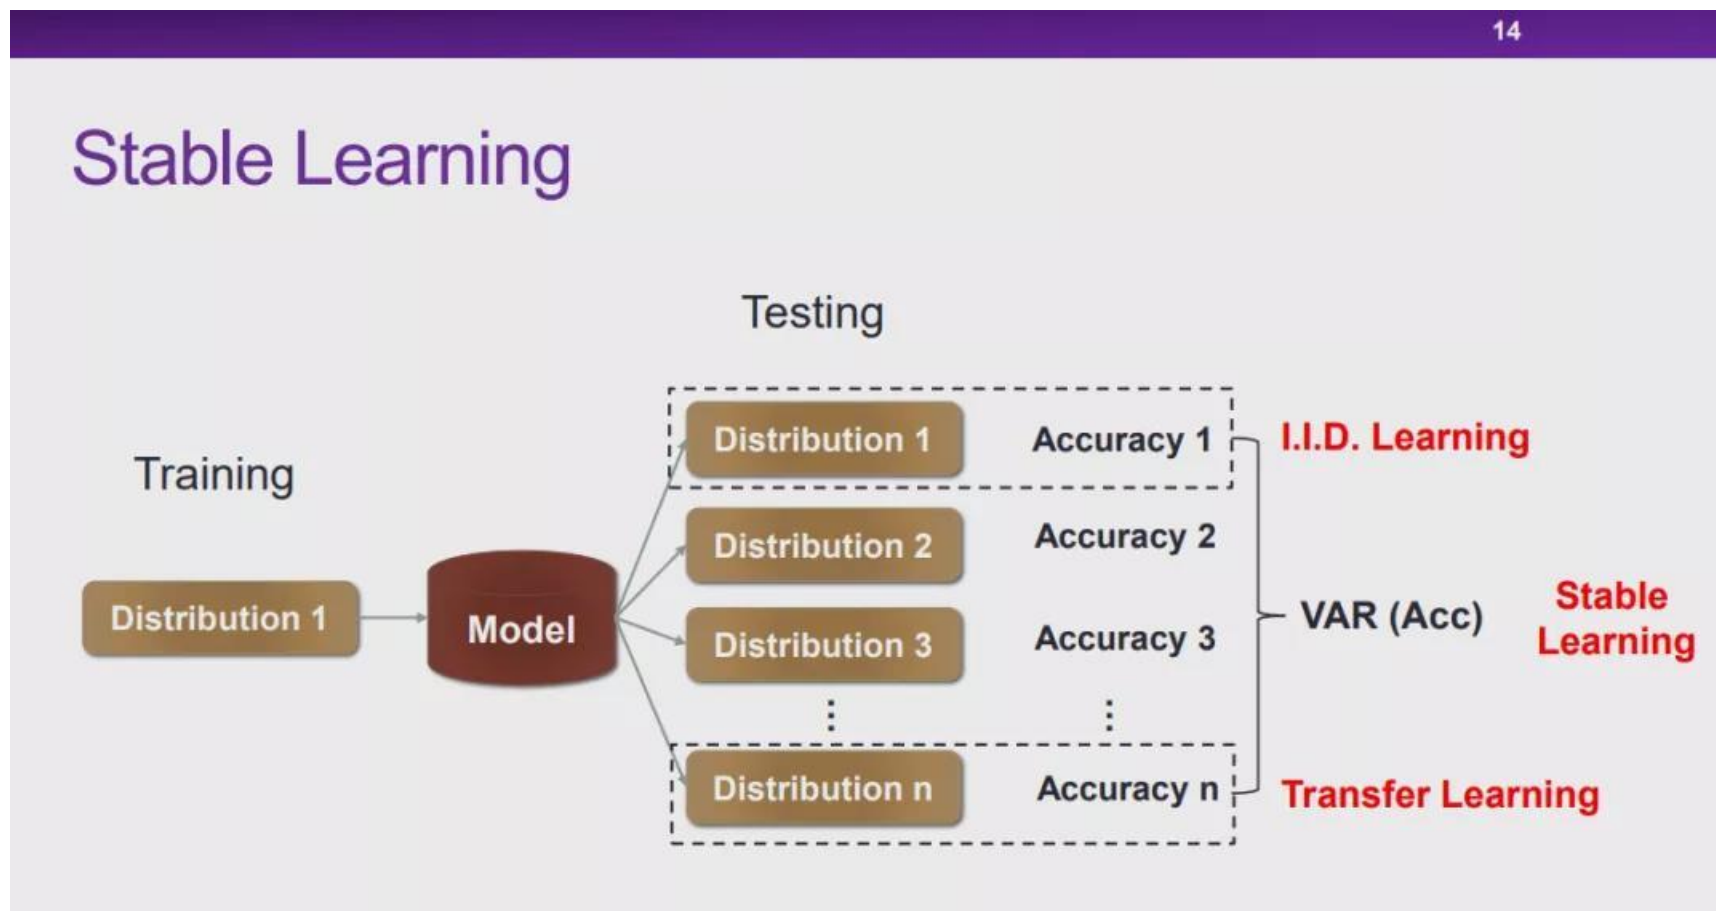 14
Stable Learning
Testing
Training
Distribution 1
Model
Distribution 1 Accuracy 1
I.I.D. Learning
Distribution 2 Accuracy 2
Distribution 3 Accuracy 3
⋮ ⋮
Distribution n Accuracy n
Transfer Learning
VAR (Acc)
Stable
Learning